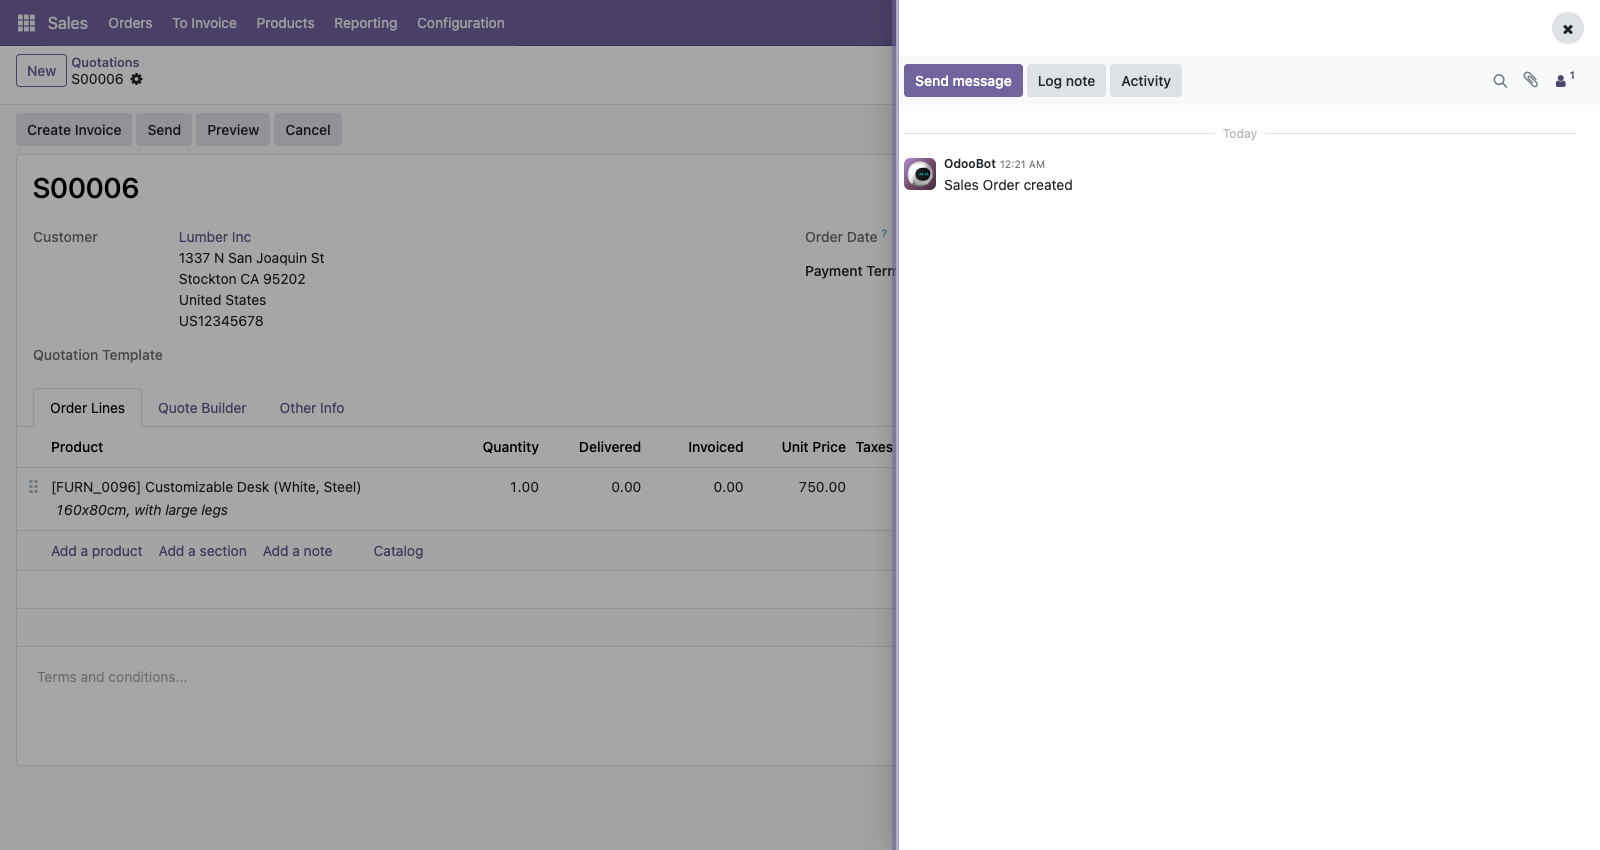 Sales Orders To Invoice Products Reporting Configuration
New
Quotations
S00006
Create Invoice Send Preview Cancel
S00006
Customer
Lumber Inc
1337 N San Joaquin St
Stockton CA 95202
United States
US12345678
Order Date ?
Payment Tern
Quotation Template
Order Lines Quote Builder Other Info
Product Quantity Delivered Invoiced Unit Price Taxes
[FURN_0096] Customizable Desk (White, Steel) 1.00 0.00 0.00 750.00
160x80cm, with large legs
Add a product Add a section Add a note Catalog
Terms and conditions...
Send message Log note Activity 1
Today
OdooBot 12:21 AM
Sales Order created